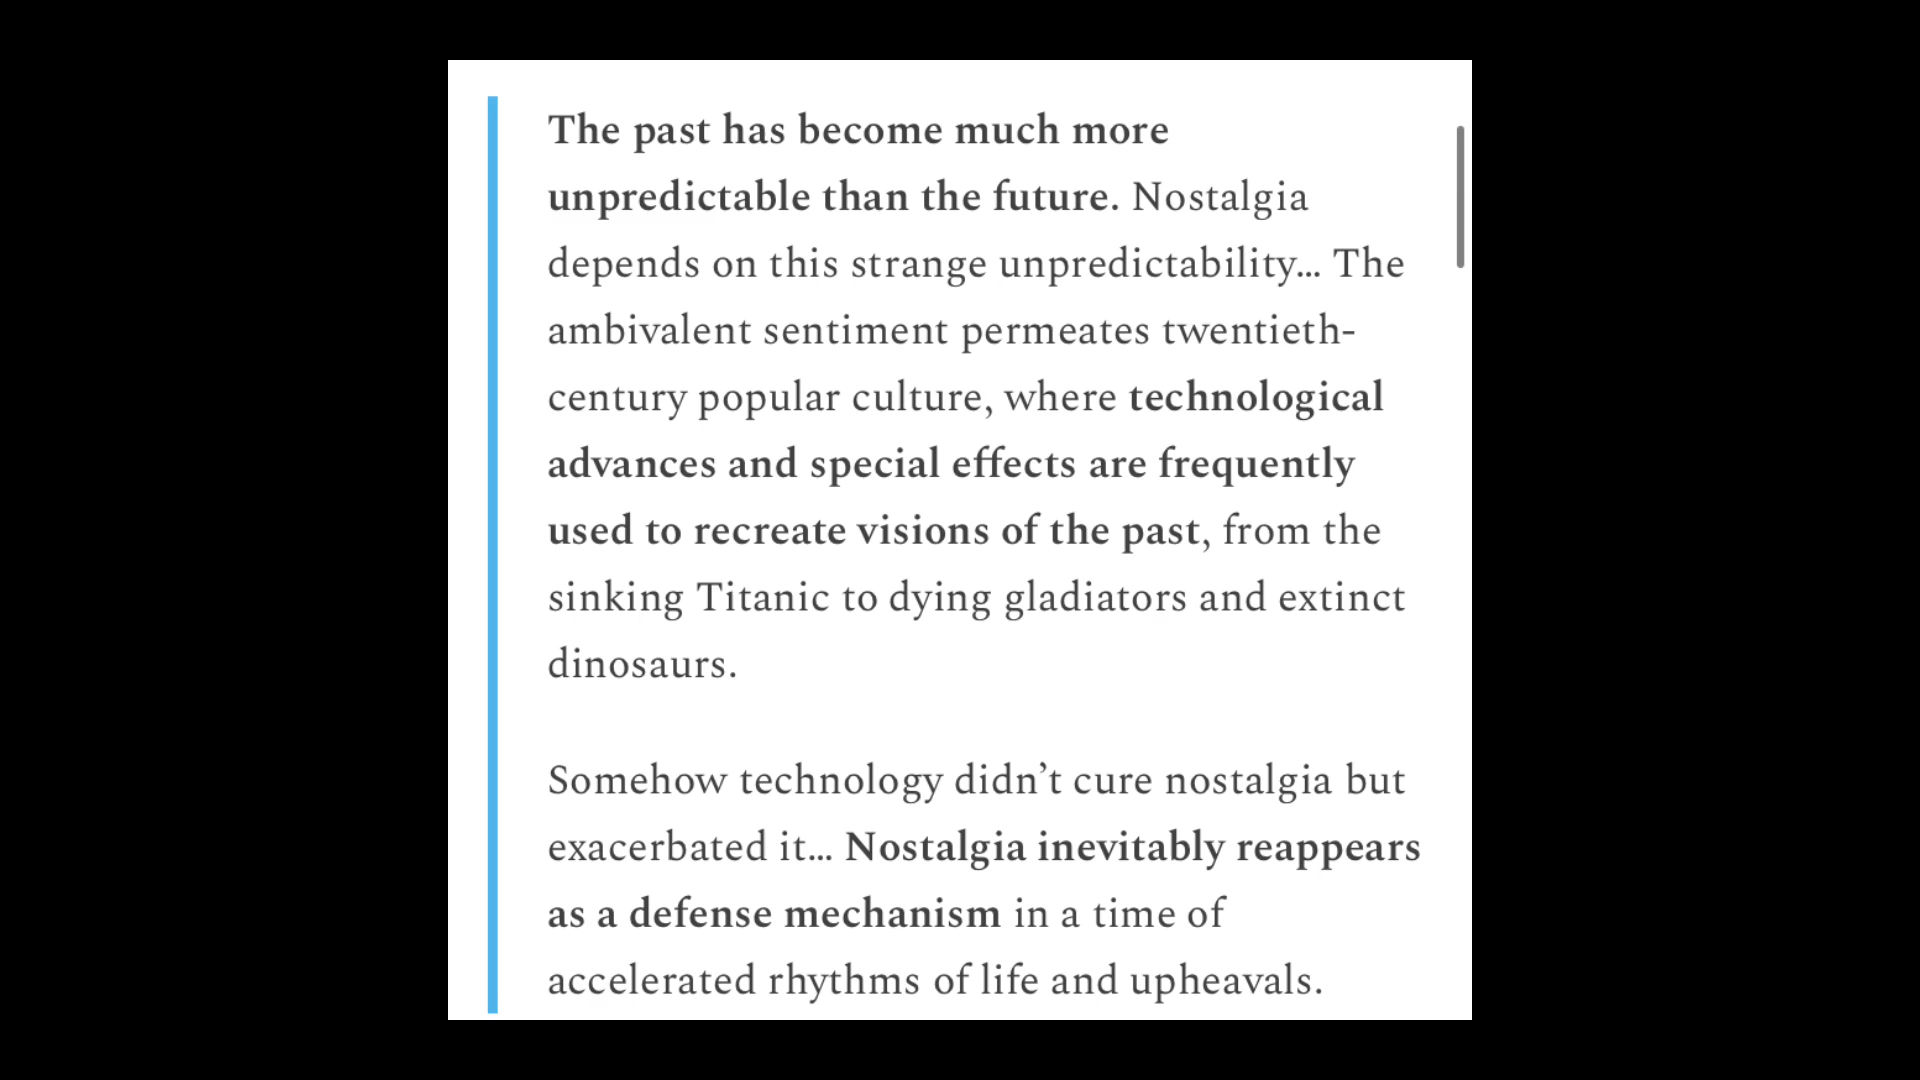 The past has become much more
unpredictable than the future. Nostalgia
depends on this strange unpredictability... The
ambivalent sentiment permeates twentieth-
century popular culture, where technological
advances and special effects are frequently
used to recreate visions of the past, from the
sinking Titanic to dying gladiators and extinct
dinosaurs.
Somehow technology didn’t cure nostalgia but
exacerbated it... Nostalgia inevitably reappears
as a defense mechanism in a time of
accelerated rhythms of life and upheavals.